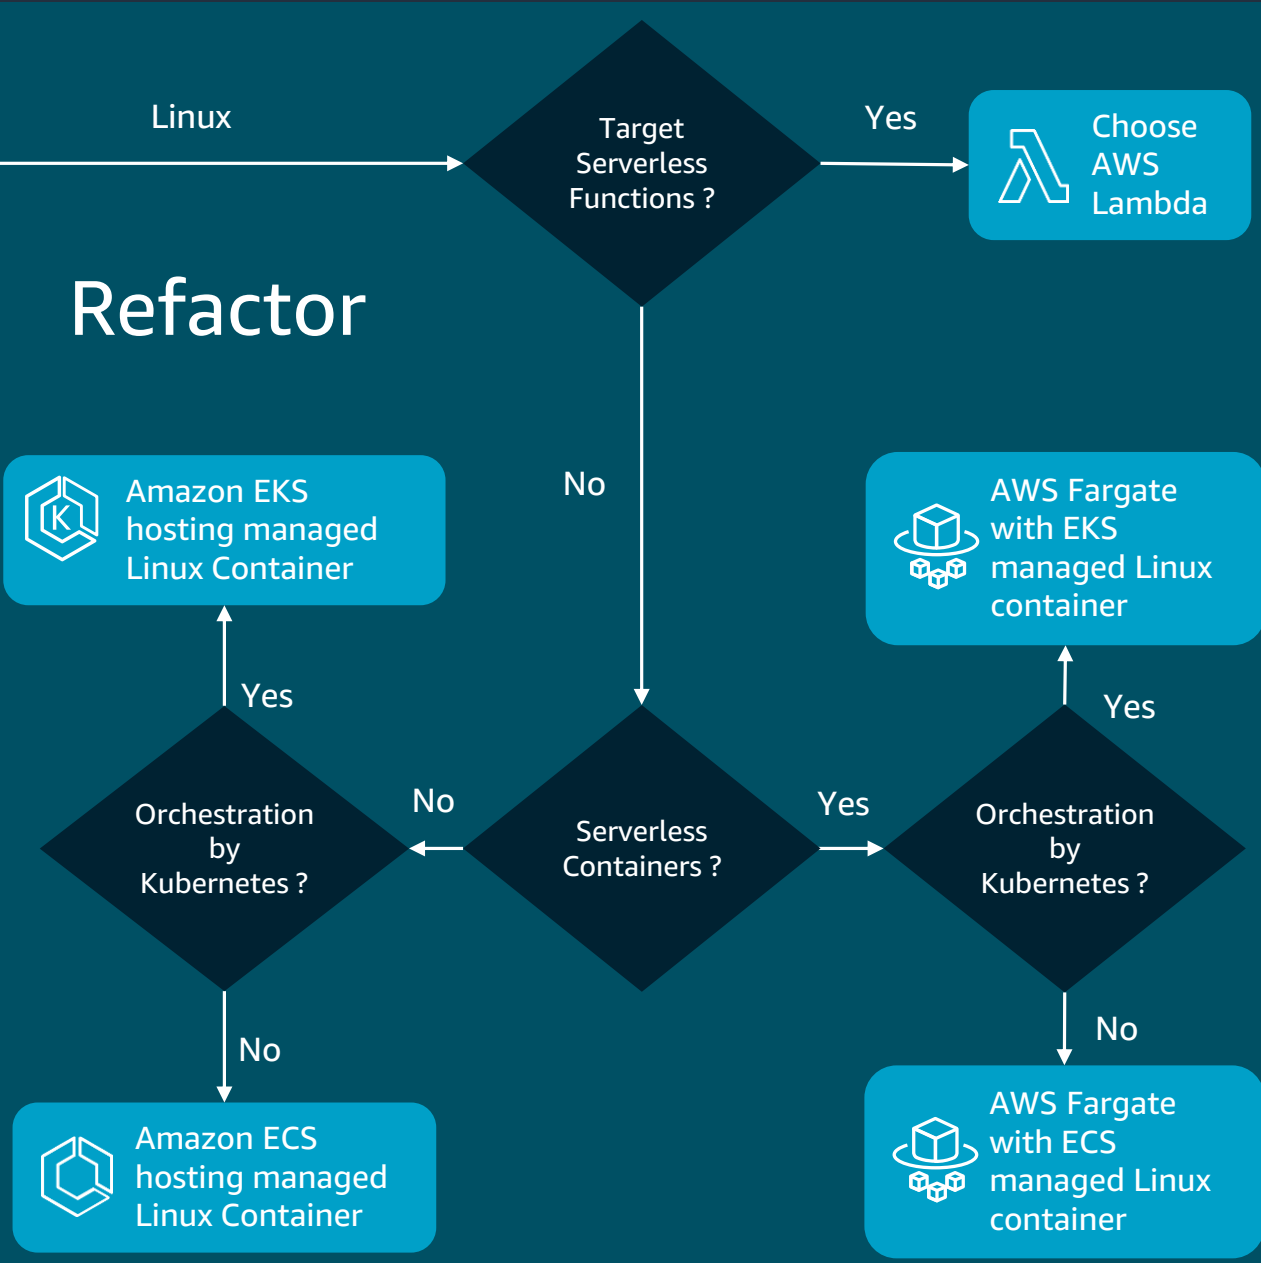 Linux
Target
Serverless
Functions ?
Yes
Choose
AWS
Lambda
Refactor
No
Amazon EKS
hosting managed
Linux Container
K
AWS Fargate
with EKS
managed Linux
container
Yes
Yes
Orchestration
by
Kubernetes ?
No
Serverless
Containers ?
Yes
Orchestration
by
Kubernetes ?
No
No
Amazon ECS
hosting managed
Linux Container
AWS Fargate
with ECS
managed Linux
container